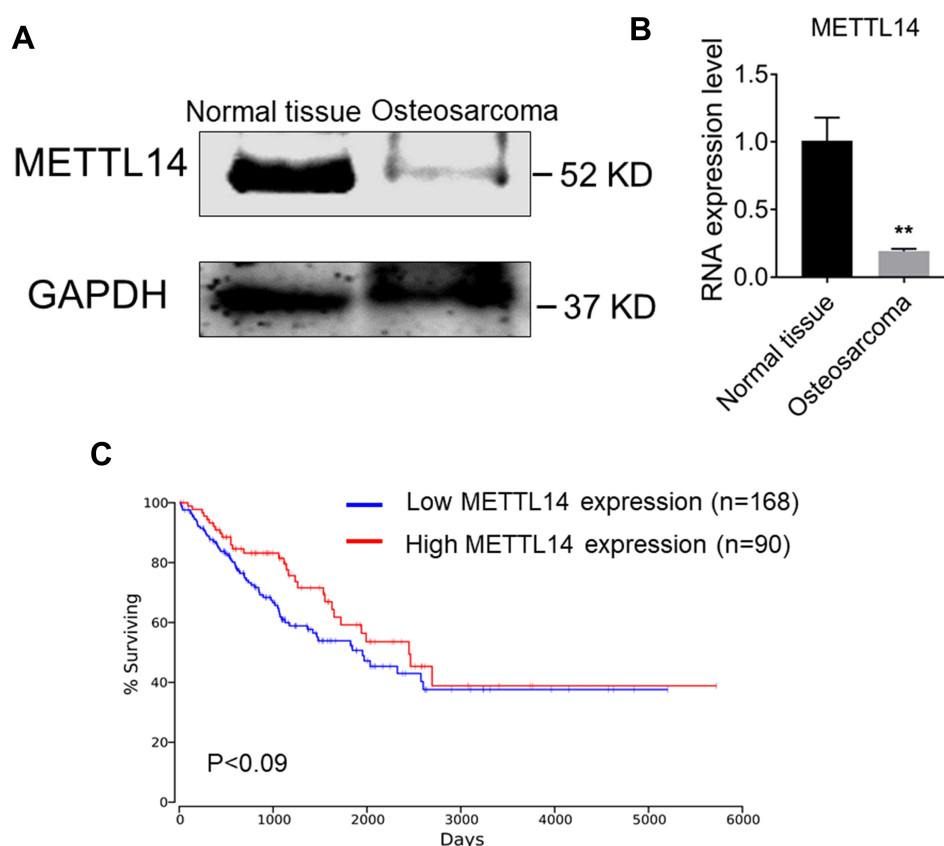 A
Normal tissue Osteosarcoma
METTL14
52 KD
GAPDH
37 KD
B
METTL14
RNA expression level
1.5
1.0
0.5
0.0
**
Normal tissue
Osteosarcoma
C
Low METTL14 expression (n=168)
High METTL14 expression (n=90)
% Surviving
100
80
60
40
20
0
P<0.09
0 1000 2000 3000 4000 5000 6000
Days